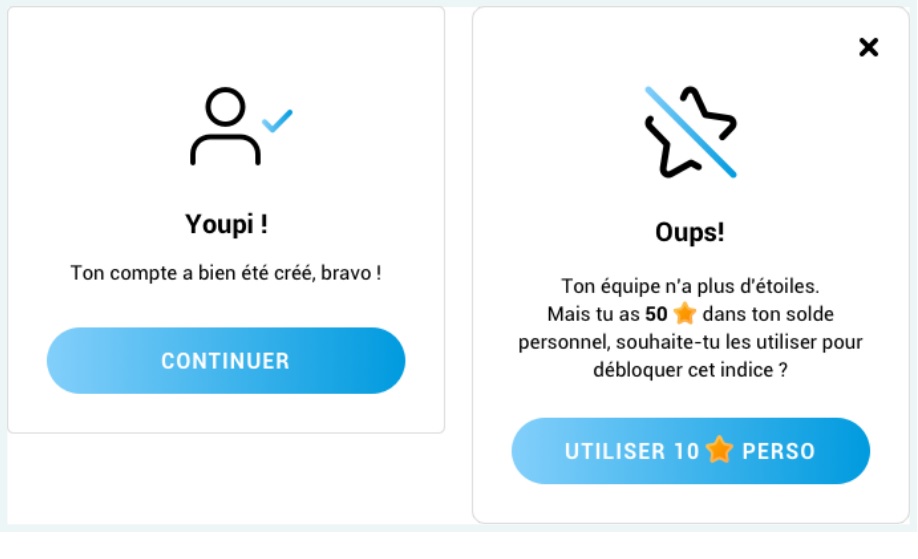 Youpi !
Ton compte a bien été créé, bravo !
CONTINUER
Oups!
Ton équipe n'a plus d'étoiles.
Mais tu as 50 ⭐ dans ton solde
personnel, souhaite-tu les utiliser pour
débloquer cet indice ?
UTILISER 10 ⭐ PERSO